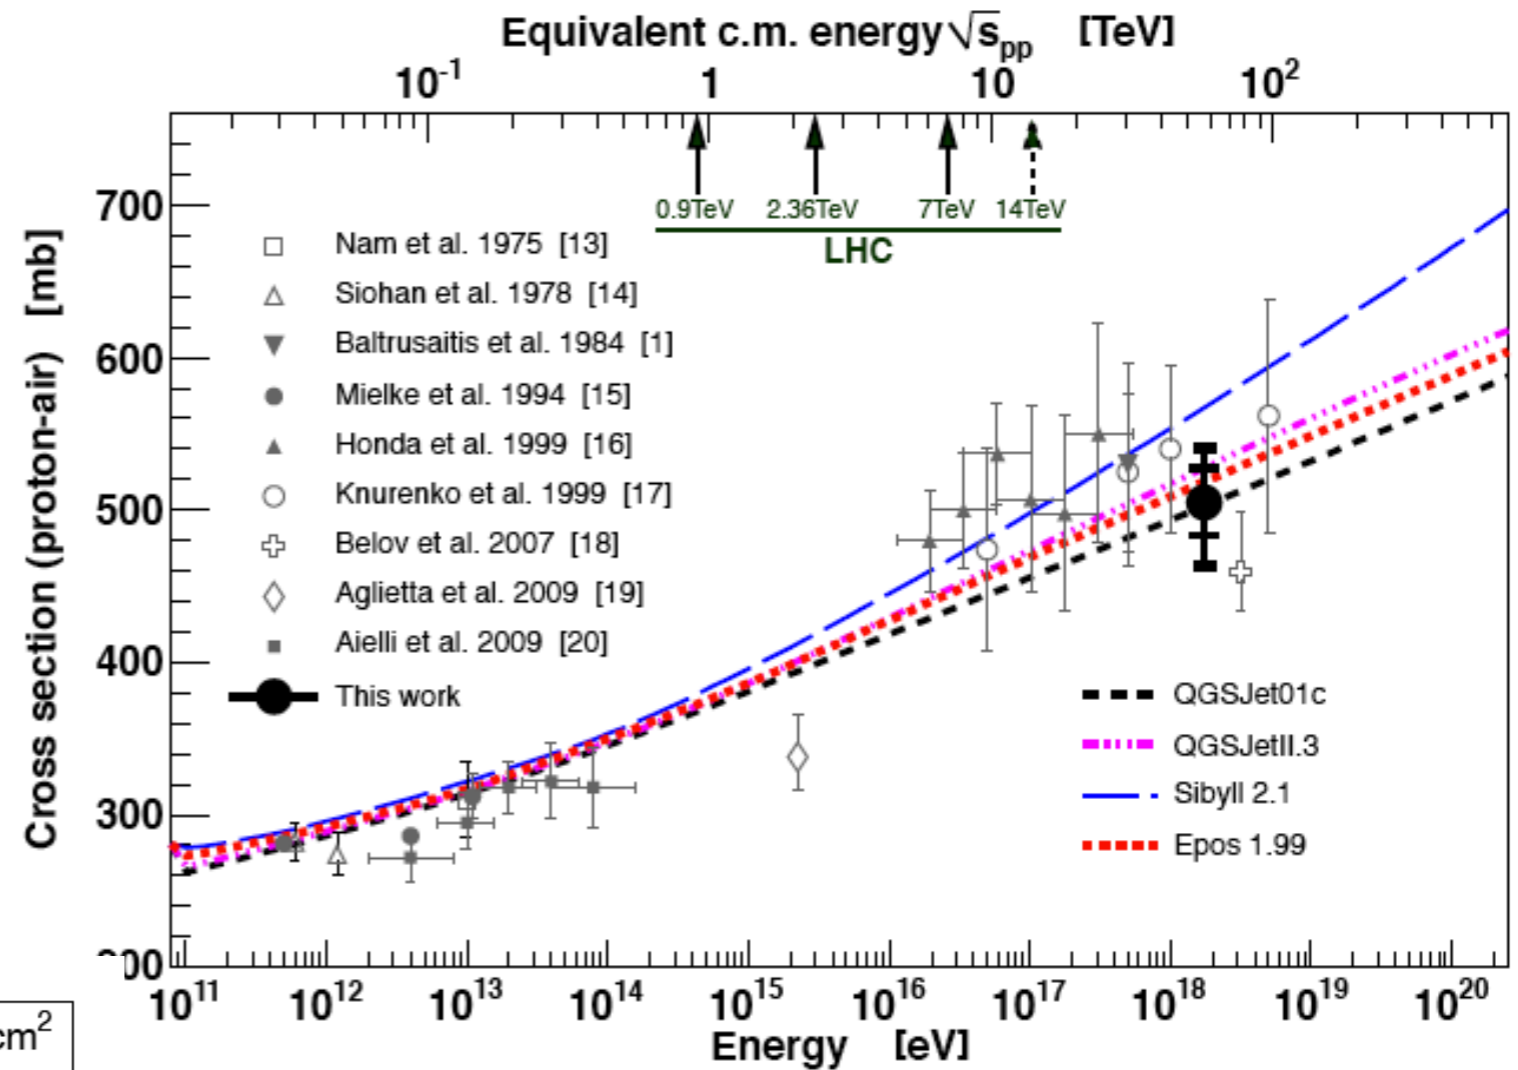 Equivalent c.m. energy √s_pp [TeV]
10^-1 1 10 10^2
0.9TeV 2.36TeV 7TeV 14TeV
LHC
Cross section (proton-air) [mb]
700
600
500
400
300
00
Nam et al. 1975 [13]
Siohan et al. 1978 [14]
Baltrusaitis et al. 1984 [1]
Mielke et al. 1994 [15]
Honda et al. 1999 [16]
Knurenko et al. 1999 [17]
Belov et al. 2007 [18]
Aglietta et al. 2009 [19]
Aielli et al. 2009 [20]
This work
QGSJet01c
QGSJetII.3
Sibyll 2.1
Epos 1.99
10^11 10^12 10^13 10^14 10^15 10^16 10^17 10^18 10^19 10^20
Energy [eV]
cm^2